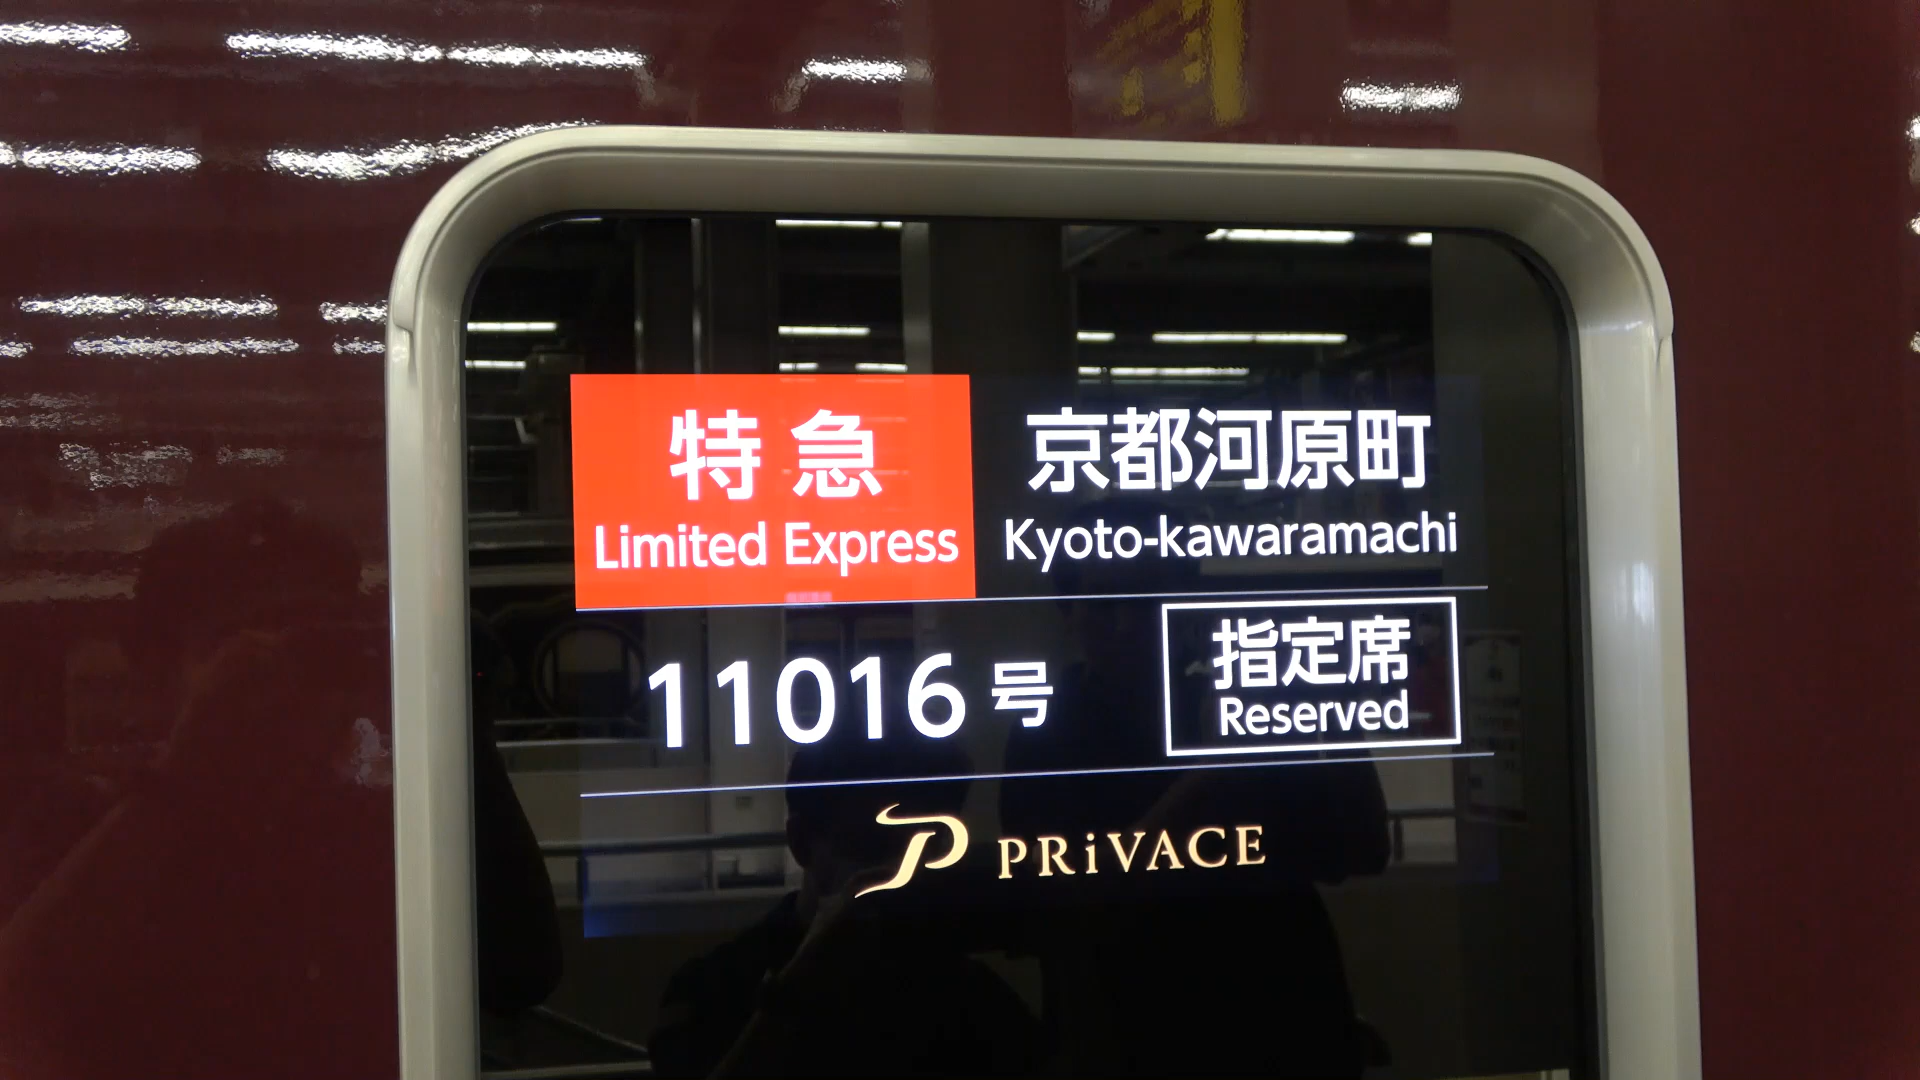 特急 京都河原町
Limited Express Kyoto-kawaramachi
11016号 指定席
Reserved
PRiVACE